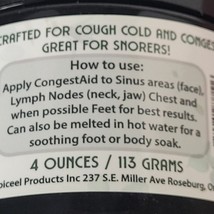 CRAFTED FOR COUGH COLD AND CONGES
GREAT FOR SNORERS!
How to use:
Apply CongestAid to Sinus areas (face),
Lymph Nodes (neck, jaw) Chest and
when possible Feet for best results.
Can also be melted in hot water for a
soothing foot or body soak.
4 OUNCES / 113 GRAMS
oiceel Products Inc 237 S.E. Miller Ave Roseburg, O